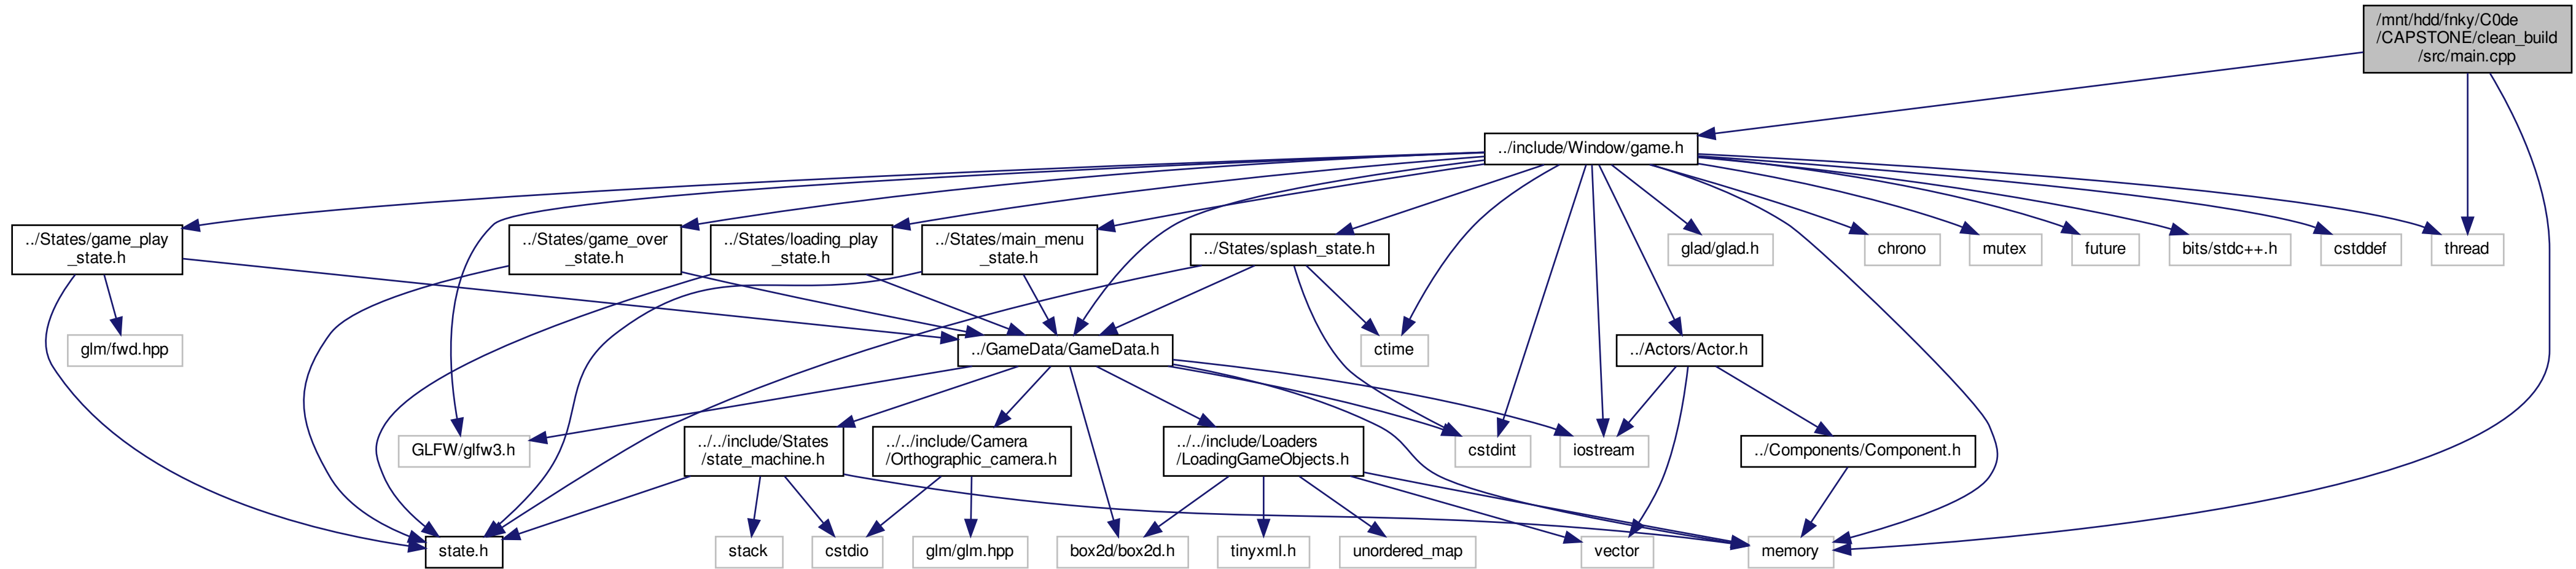 /mnt/hdd/fnky/C0de
/CAPSTONE/clean_build
/src/main.cpp
../include/Window/game.h
../States/game_play
_state.h
../States/game_over
_state.h
../States/loading_play
_state.h
../States/main_menu
_state.h
../States/splash_state.h
glad/glad.h
chrono
mutex
future
bits/stdc++.h
cstddef
thread
glm/fwd.hpp
../GameData/GameData.h
ctime
../Actors/Actor.h
GLFW/glfw3.h
../../include/States
/state_machine.h
../../include/Camera
/Orthographic_camera.h
../../include/Loaders
/LoadingGameObjects.h
cstdint
iostream
../Components/Component.h
state.h
stack
cstdio
glm/glm.hpp
box2d/box2d.h
tinyxml.h
unordered_map
vector
memory